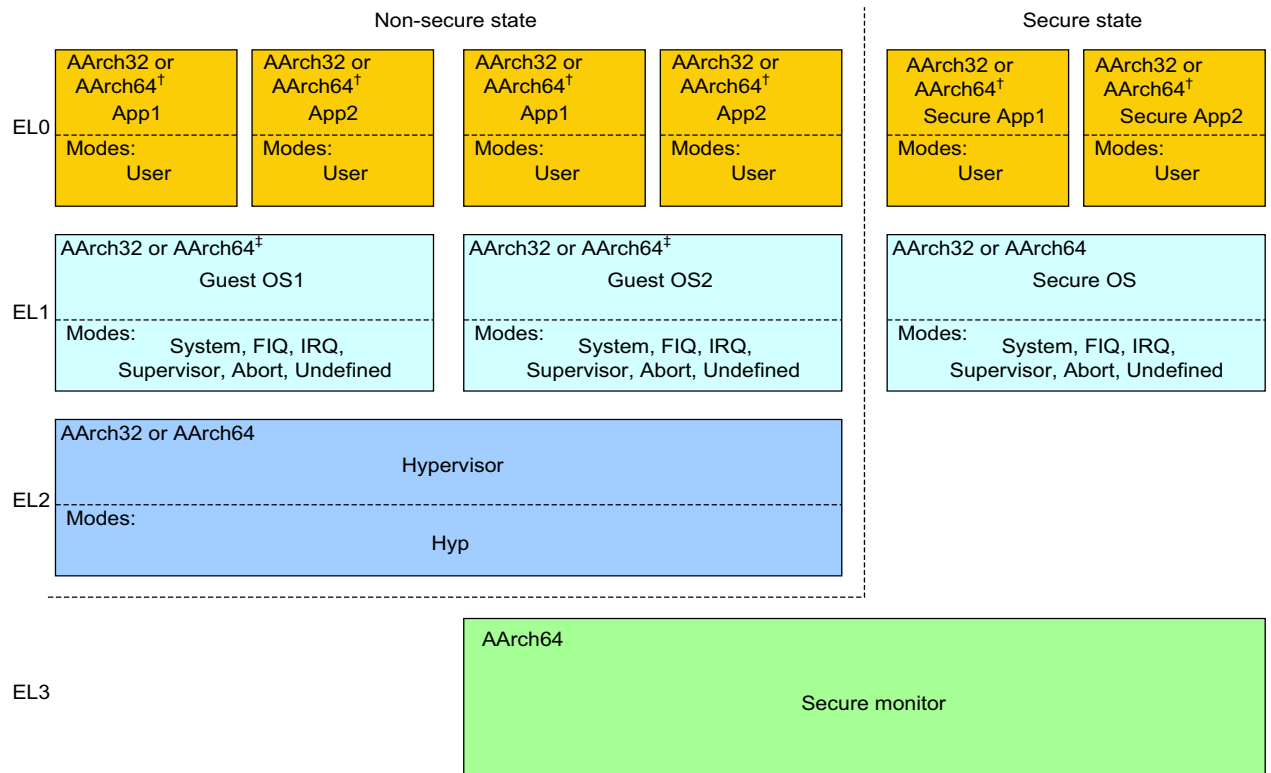 Non-secure state
Secure state
EL0
AArch32 or
AArch64†
App1
Modes:
User
AArch32 or
AArch64†
App2
Modes:
User
AArch32 or
AArch64†
App1
Modes:
User
AArch32 or
AArch64†
App2
Modes:
User
AArch32 or
AArch64†
Secure App1
Modes:
User
AArch32 or
AArch64†
Secure App2
Modes:
User
EL1
AArch32 or AArch64‡
Guest OS1
Modes:
System, FIQ, IRQ,
Supervisor, Abort, Undefined
AArch32 or AArch64‡
Guest OS2
Modes:
System, FIQ, IRQ,
Supervisor, Abort, Undefined
AArch32 or AArch64
Secure OS
Modes:
System, FIQ, IRQ,
Supervisor, Abort, Undefined
EL2
AArch32 or AArch64
Hypervisor
Modes:
Hyp
EL3
AArch64
Secure monitor